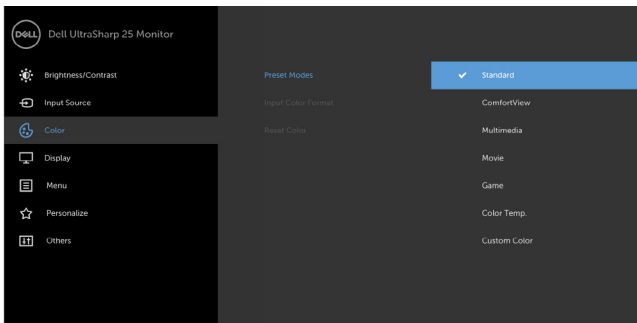 DELL Dell UltraSharp 25 Monitor
Brightness/Contrast Preset Modes Standard
Input Source Input Color Format ComfortView
Color Reset Color Multimedia
Display Movie
Menu Game
Personalize Color Temp.
Others Custom Color